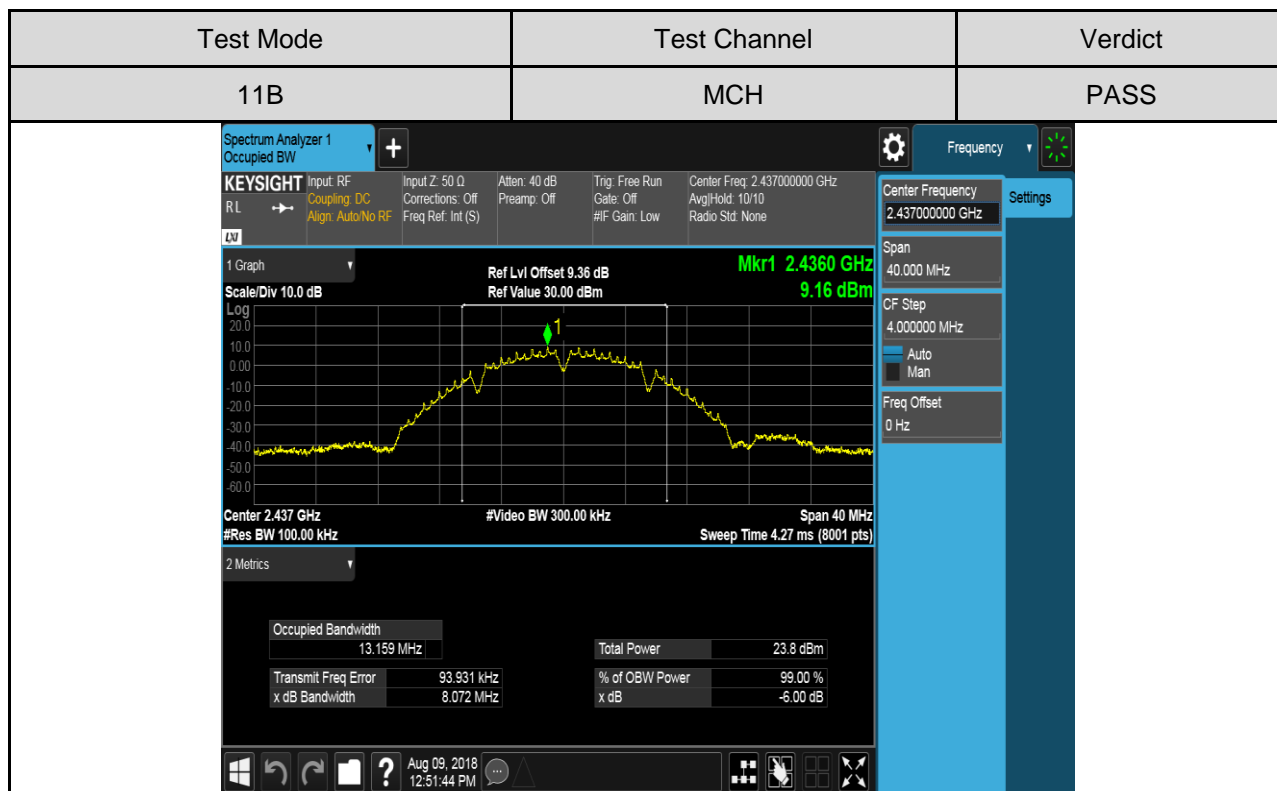 Test Mode Test Channel Verdict
11B MCH PASS
Spectrum Analyzer 1
Occupied BW
+
Frequency
KEYSIGHT Input: RF Input Z: 50 Ω Atten: 40 dB Trig: Free Run Center Freq: 2.437000000 GHz
RL Coupling: DC Corrections: Off Preamp: Off Gate: Off Avg|Hold: 10/10
Align: Auto/No RF Freq Ref: Int (S) #IF Gain: Low Radio Std: None
LXI
Center Frequency
2.437000000 GHz
Settings
Span
40.000 MHz
CF Step
4.000000 MHz
Auto
Man
Freq Offset
0 Hz
1 Graph Ref Lvl Offset 9.36 dB Mkr1 2.4360 GHz
Scale/Div 10.0 dB Ref Value 30.00 dBm 9.16 dBm
Log
20.0
10.0
0.00
-10.0
-20.0
-30.0
-40.0
-50.0
-60.0
1
Center 2.437 GHz #Video BW 300.00 kHz Span 40 MHz
#Res BW 100.00 kHz Sweep Time 4.27 ms (8001 pts)
2 Metrics
Occupied Bandwidth
13.159 MHz Total Power 23.8 dBm
Transmit Freq Error 93.931 kHz % of OBW Power 99.00 %
x dB Bandwidth 8.072 MHz x dB -6.00 dB
? Aug 09, 2018
12:51:44 PM